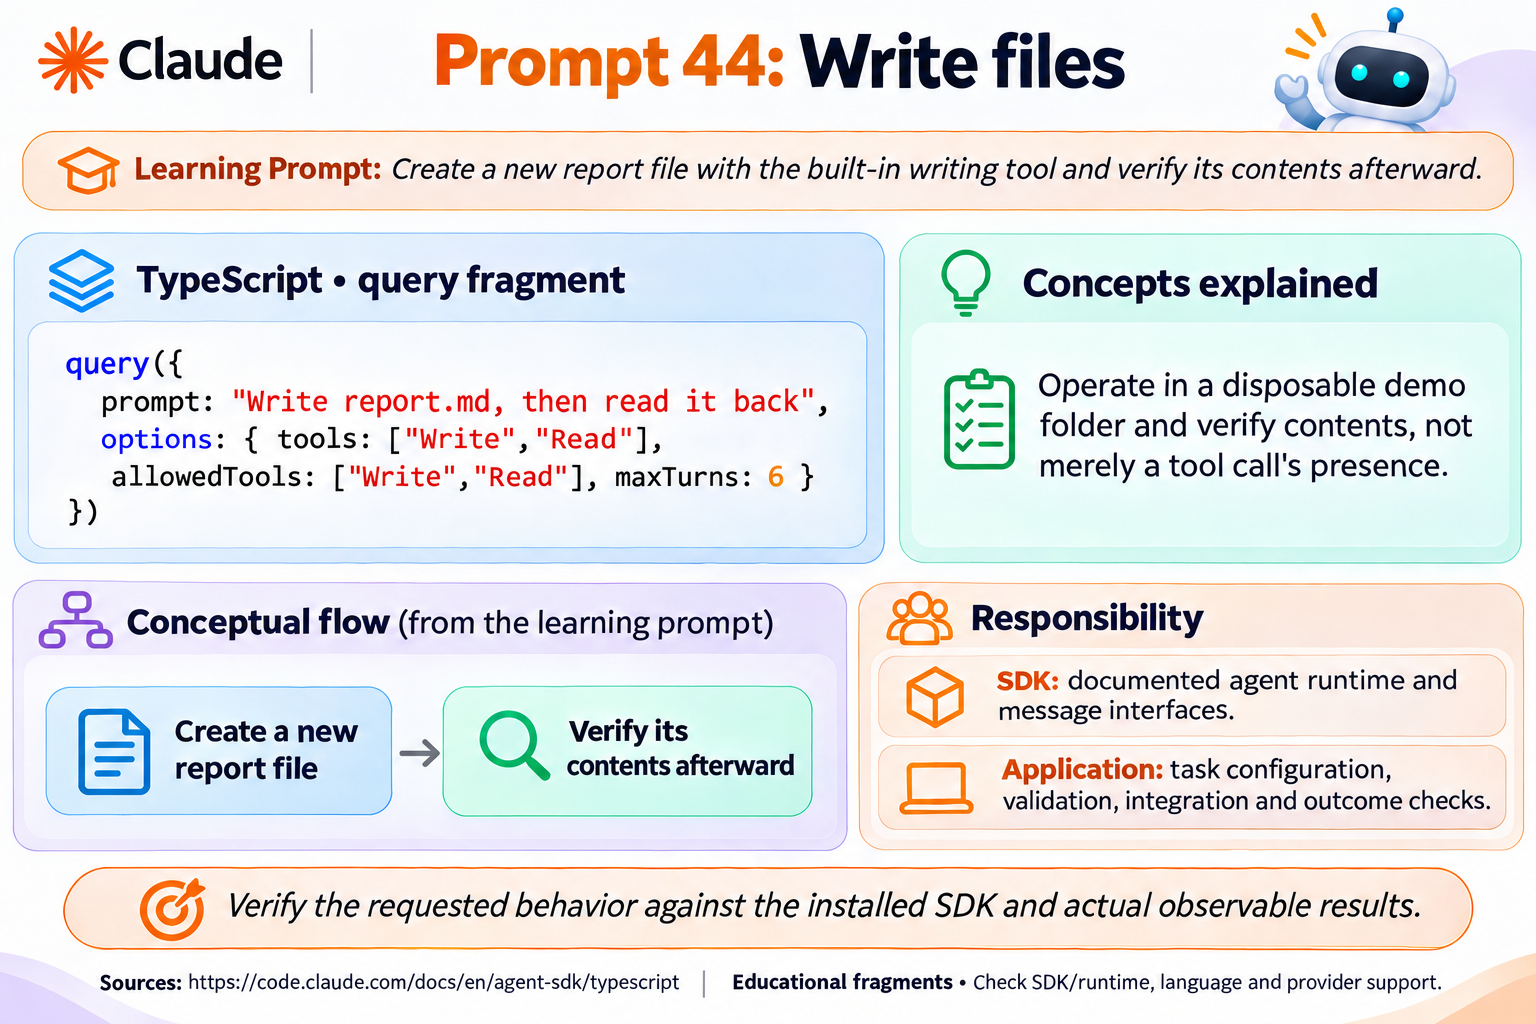 Claude
Prompt 44: Write files
Learning Prompt: Create a new report file with the built-in writing tool and verify its contents afterward.
TypeScript • query fragment
query({
prompt: "Write report.md, then read it back",
options: { tools: ["Write","Read"],
allowedTools: ["Write","Read"], maxTurns: 6 }
})
Concepts explained
Operate in a disposable demo
folder and verify contents, not
merely a tool call's presence.
Conceptual flow (from the learning prompt)
Create a new
report file
Verify its
contents afterward
Responsibility
SDK: documented agent runtime and
message interfaces.
Application: task configuration,
validation, integration and outcome checks.
Verify the requested behavior against the installed SDK and actual observable results.
Sources: https://code.claude.com/docs/en/agent-sdk/typescript
Educational fragments • Check SDK/runtime, language and provider support.